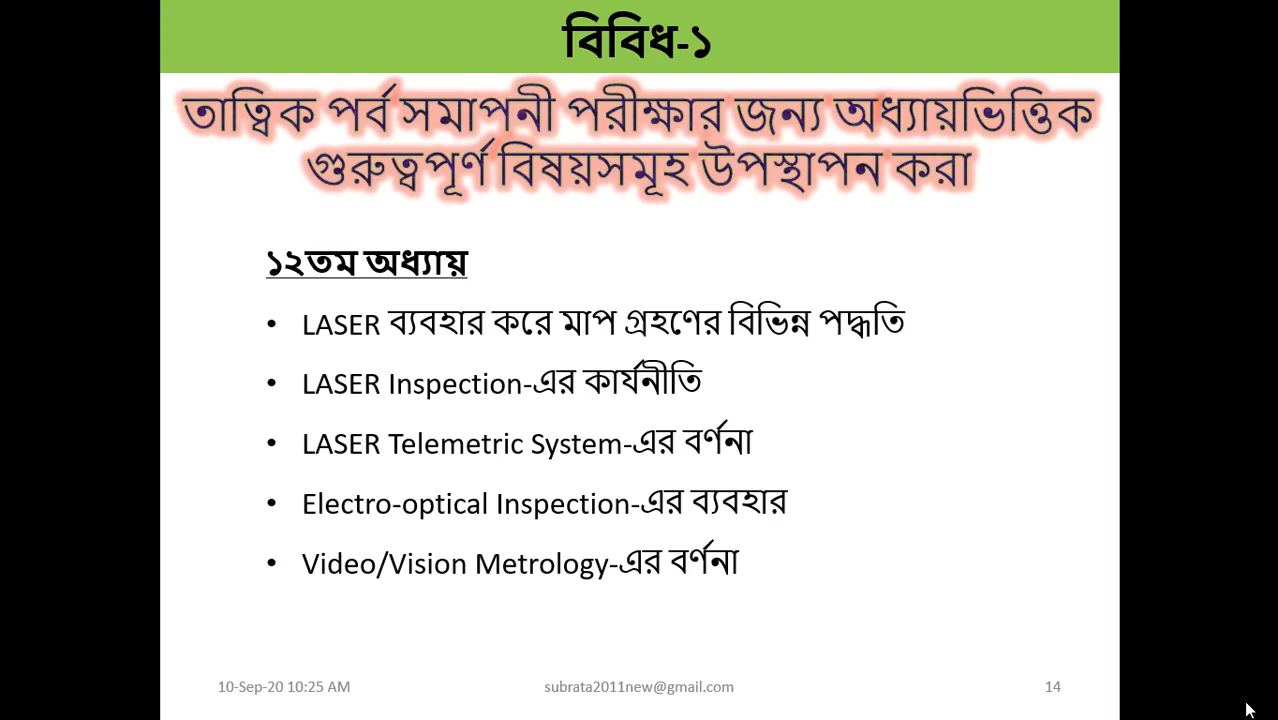 বিবিধ-১
তাত্বিক পর্ব সমাপনী পরীক্ষার জন্য অধ্যায়ভিত্তিক
গুরুত্বপূর্ণ বিষয়সমূহ উপস্থাপন করা
১২তম অধ্যায়
• LASER ব্যবহার করে মাপ গ্রহণের বিভিন্ন পদ্ধতি
• LASER Inspection-এর কার্যনীতি
• LASER Telemetric System-এর বর্ণনা
• Electro-optical Inspection-এর ব্যবহার
• Video/Vision Metrology-এর বর্ণনা
10-Sep-20 10:25 AM
subrata2011new@gmail.com
14